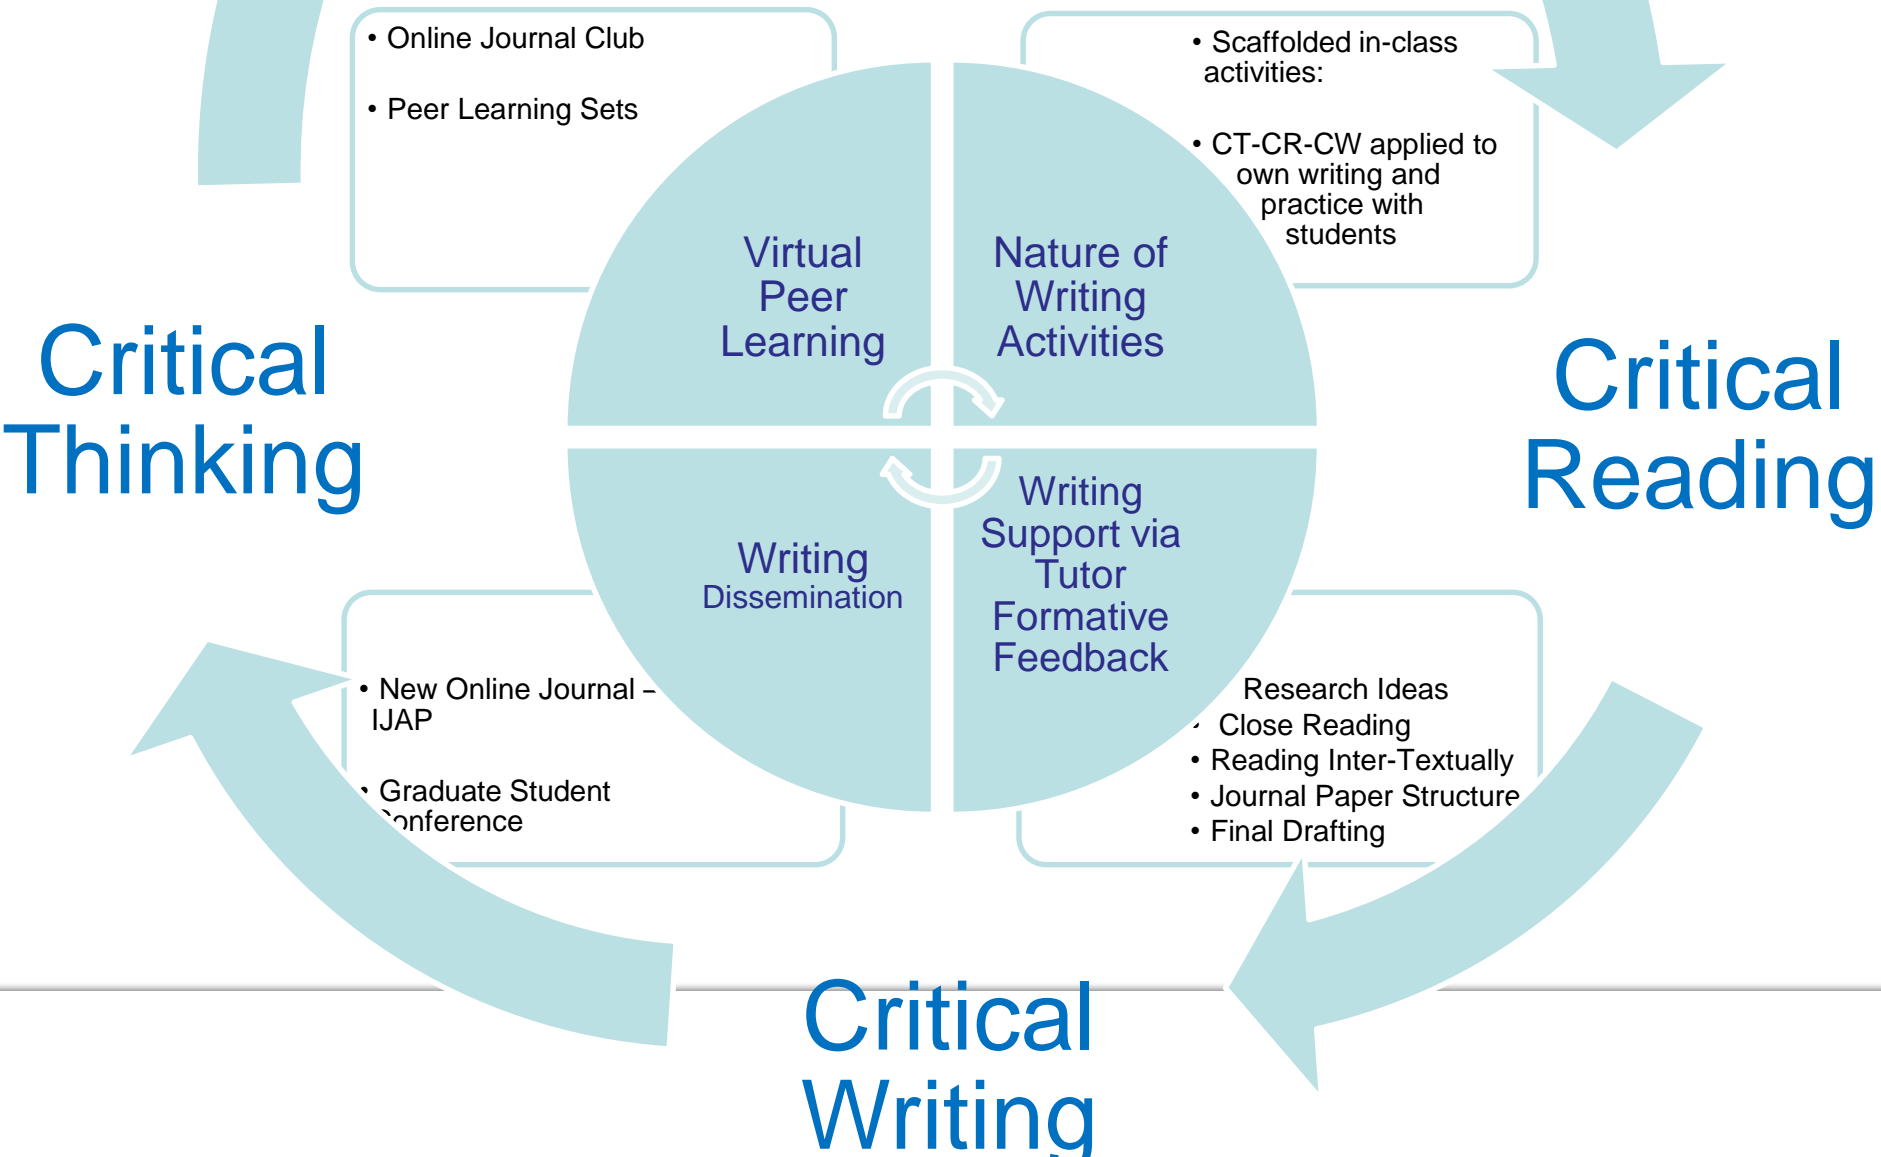 • Online Journal Club
• Peer Learning Sets
• Scaffolded in-class
activities:
• CT-CR-CW applied to
own writing and
practice with
students
Virtual
Peer
Learning
Nature of
Writing
Activities
Critical
Thinking
Critical
Reading
Writing
Dissemination
Writing
Support via
Tutor
Formative
Feedback
• New Online Journal –
IJAP
• Graduate Student
Conference
Research Ideas
• Close Reading
• Reading Inter-Textually
• Journal Paper Structure
• Final Drafting
Critical
Writing